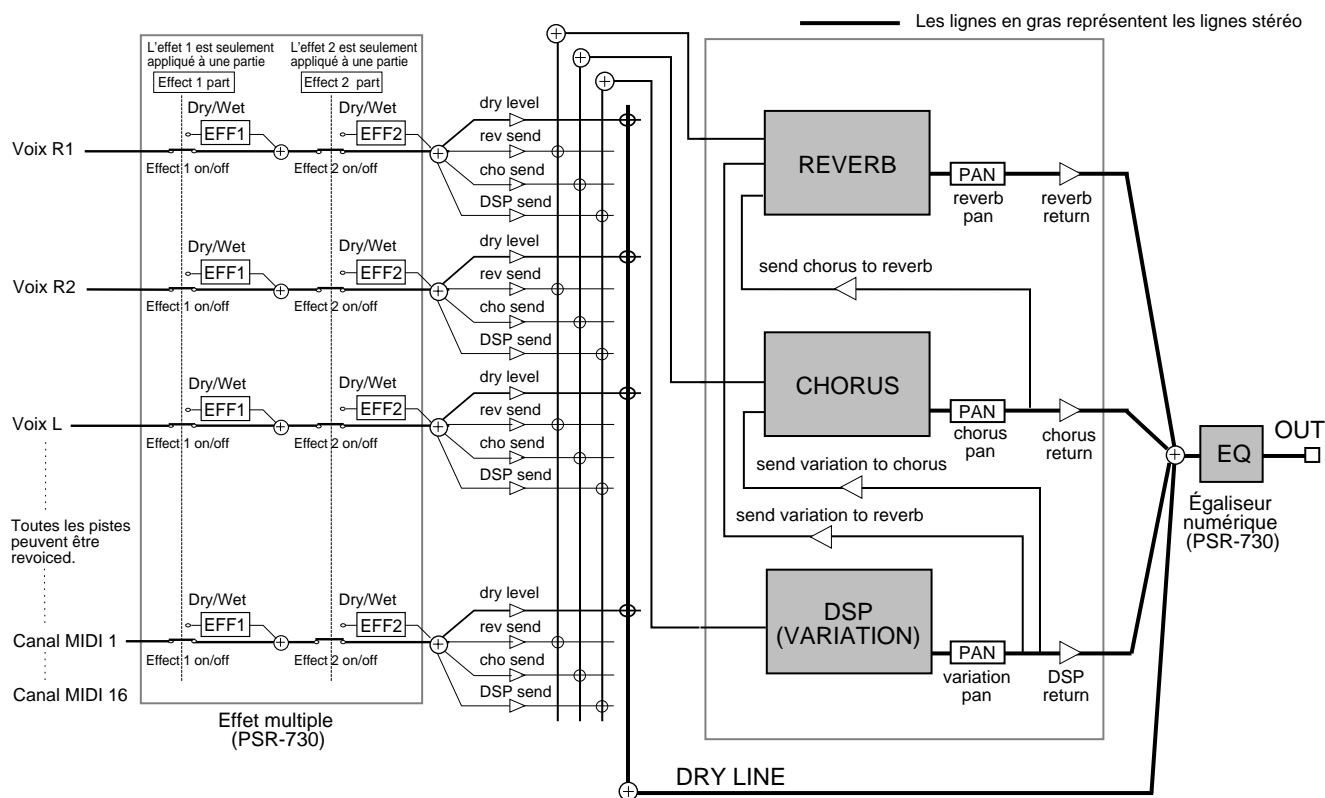 Les lignes en gras représentent les lignes stéréo
L'effet 1 est seulement
appliqué à une partie
Effect 1 part
L'effet 2 est seulement
appliqué à une partie
Effect 2 part
Voix R1
Dry/Wet
EFF1
Effect 1 on/off
Dry/Wet
EFF2
Effect 2 on/off
dry level
rev send
cho send
DSP send
Voix R2
Dry/Wet
EFF1
Effect 1 on/off
Dry/Wet
EFF2
Effect 2 on/off
dry level
rev send
cho send
DSP send
Voix L
Dry/Wet
EFF1
Effect 1 on/off
Dry/Wet
EFF2
Effect 2 on/off
dry level
rev send
cho send
DSP send
Toutes les pistes
peuvent être
revoiced.
Canal MIDI 1
Dry/Wet
EFF1
Effect 1 on/off
Dry/Wet
EFF2
Effect 2 on/off
dry level
rev send
cho send
DSP send
Canal MIDI 16
Effet multiple
(PSR-730)
REVERB
PAN
reverb
pan
reverb
return
send chorus to reverb
CHORUS
PAN
chorus
pan
chorus
return
send variation to chorus
send variation to reverb
DSP
(VARIATION)
PAN
variation
pan
DSP
return
EQ
OUT
Égaliseur
numérique
(PSR-730)
DRY LINE